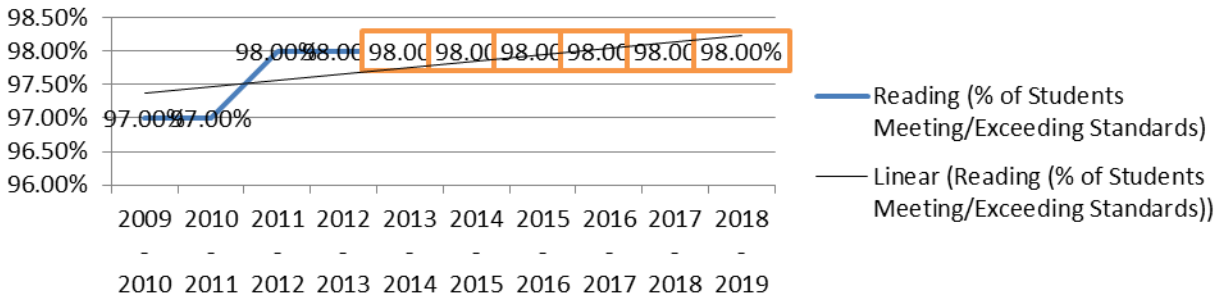 98.50%
98.00%
97.50%
97.00%
96.50%
96.00%
97.00% 97.00% 98.00% 98.00 98.00 98.00 98.00 98.00 98.00 98.00%
2009 2010 2011 2012 2013 2014 2015 2016 2017 2018
- - - - - - - - - -
2010 2011 2012 2013 2014 2015 2016 2017 2018 2019
Reading (% of Students
Meeting/Exceeding Standards)
Linear (Reading (% of Students
Meeting/Exceeding Standards))